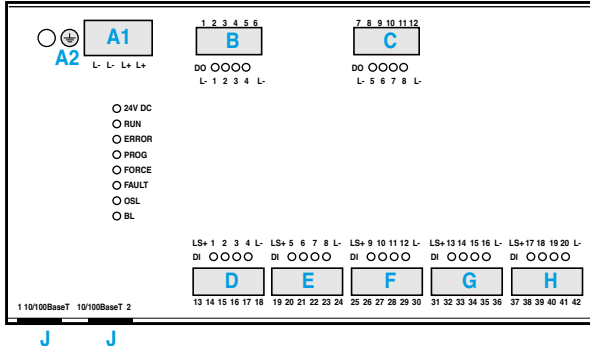 1 2 3 4 5 6
7 8 9 10 11 12
A1
B
C
A2
L- L- L+ L+
DO
DO
L- 1 2 3 4 L-
L- 5 6 7 8 L-
24V DC
RUN
ERROR
PROG
FORCE
FAULT
OSL
BL
LS+ 1 2 3 4 L-
LS+ 5 6 7 8 L-
LS+ 9 10 11 12 L-
LS+ 13 14 15 16 L-
LS+ 17 18 19 20 L-
DI
DI
DI
DI
DI
D
E
F
G
H
13 14 15 16 17 18
19 20 21 22 23 24
25 26 27 28 29 30
31 32 33 34 35 36
37 38 39 40 41 42
1 10/100BaseT
10/100BaseT 2
J
J